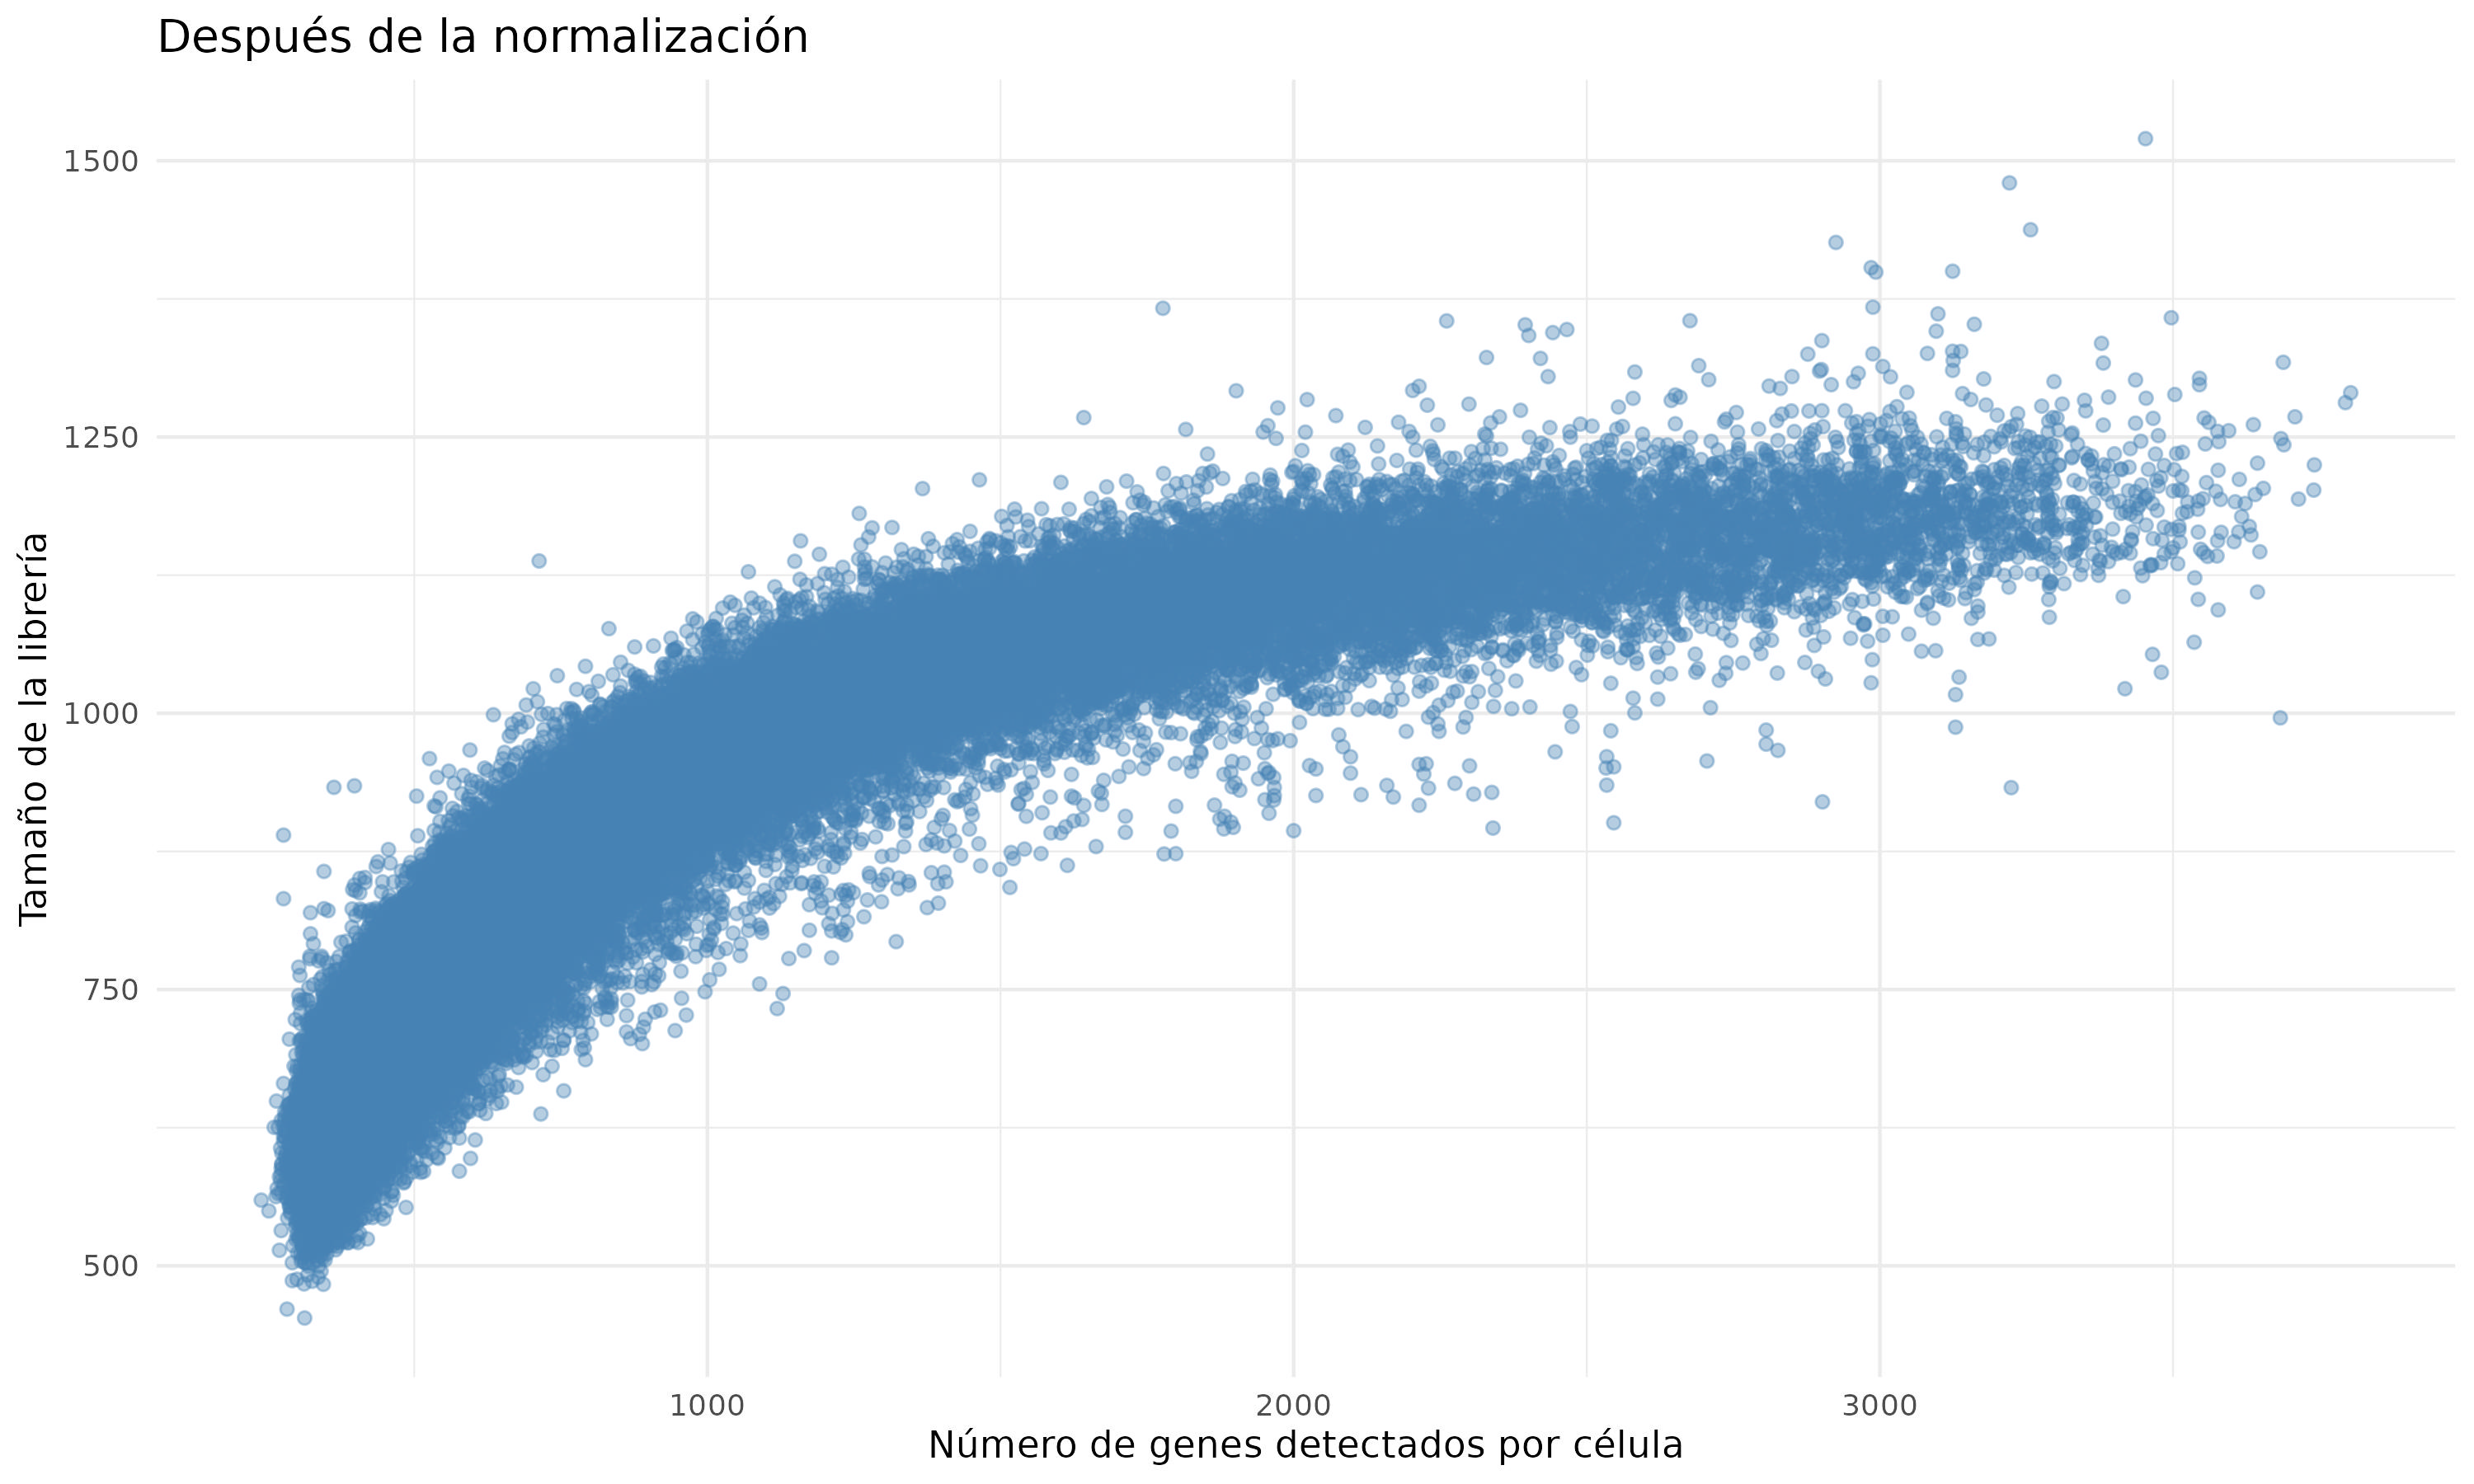 Después de la normalización
1500
1250
1000
750
500
Tamaño de la librería
1000
2000
3000
Número de genes detectados por célula